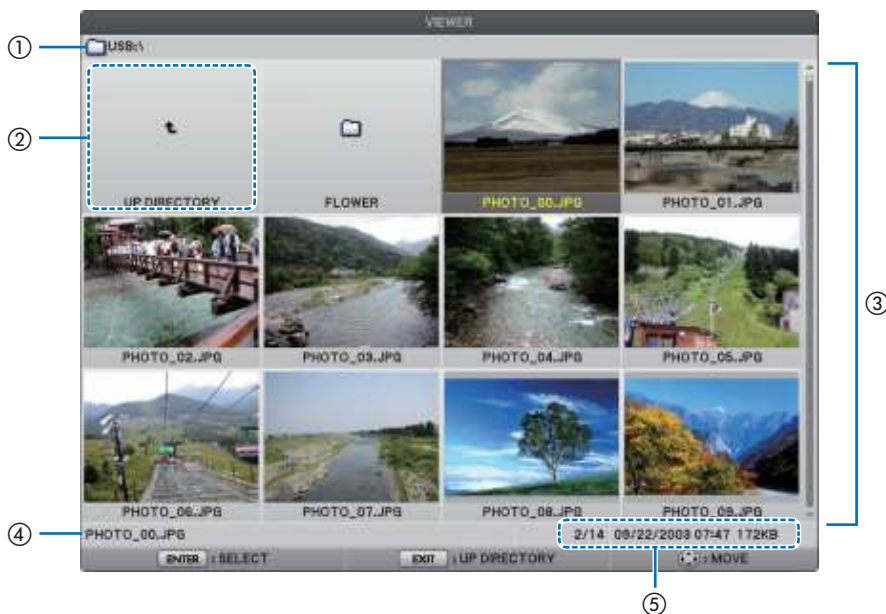 VIEWER
① USB:\
②
UP DIRECTORY FLOWER PHOTO_00.JPG PHOTO_01.JPG
③
PHOTO_02.JPG PHOTO_03.JPG PHOTO_04.JPG PHOTO_05.JPG
PHOTO_06.JPG PHOTO_07.JPG PHOTO_08.JPG PHOTO_09.JPG
④ PHOTO_00.JPG 2/14 09/22/2003 07:47 172KB
ENTER : SELECT EXIT : UP DIRECTORY : MOVE
⑤